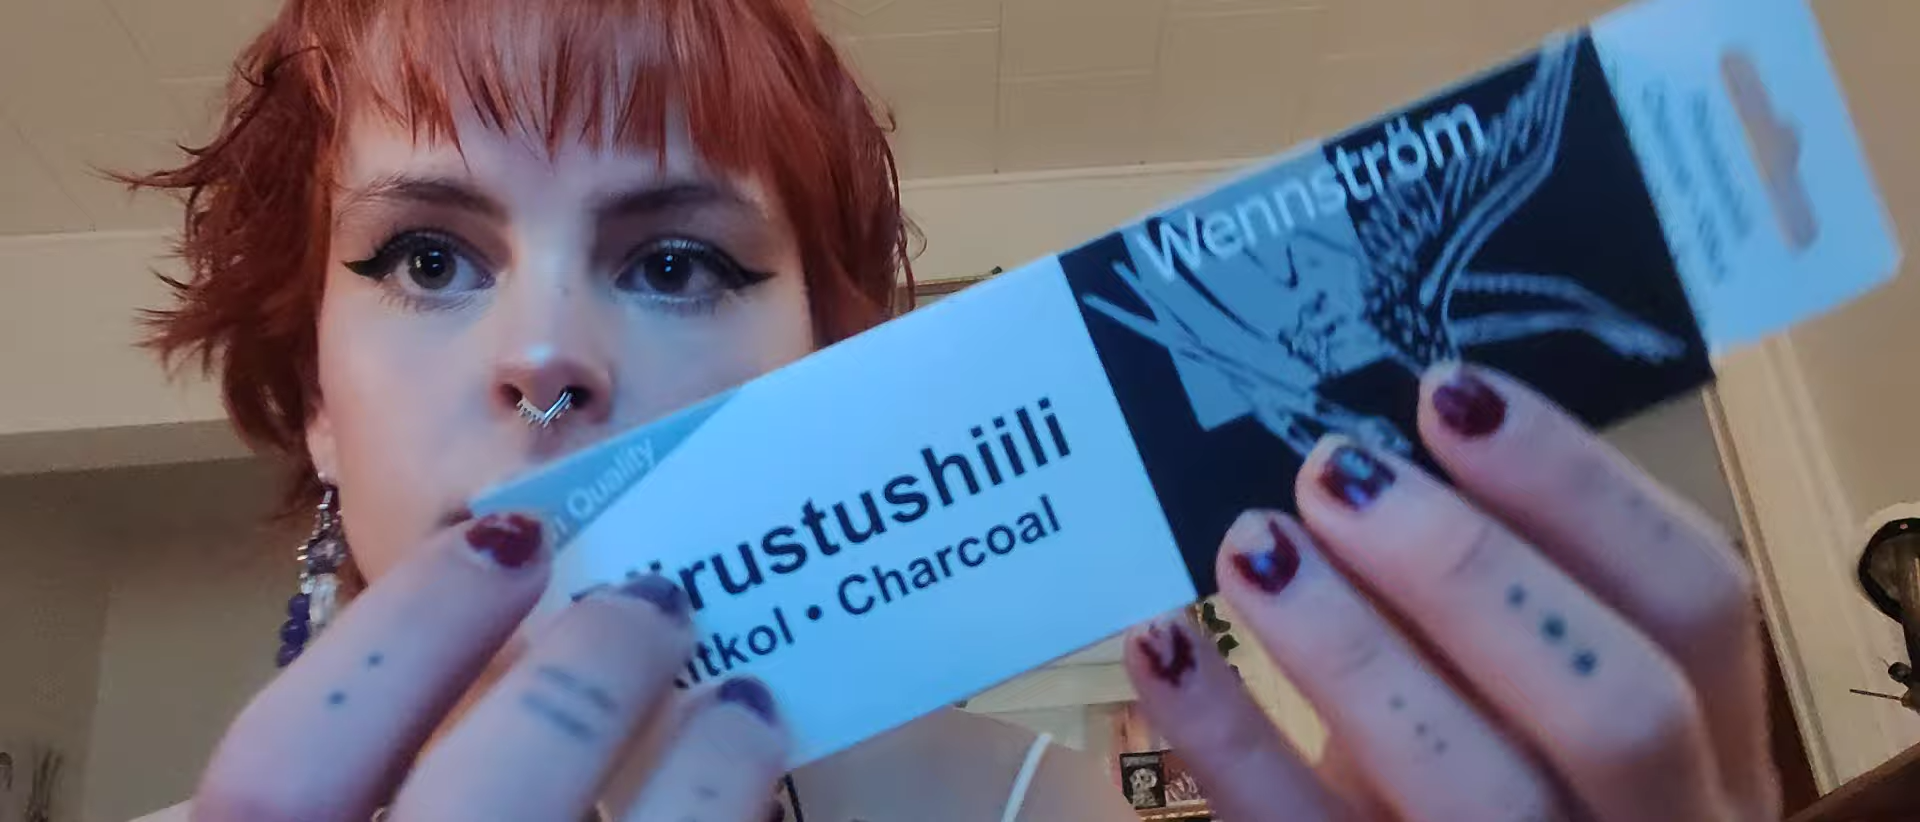 Wennström
Quality
rustushiili
itkol • Charcoal